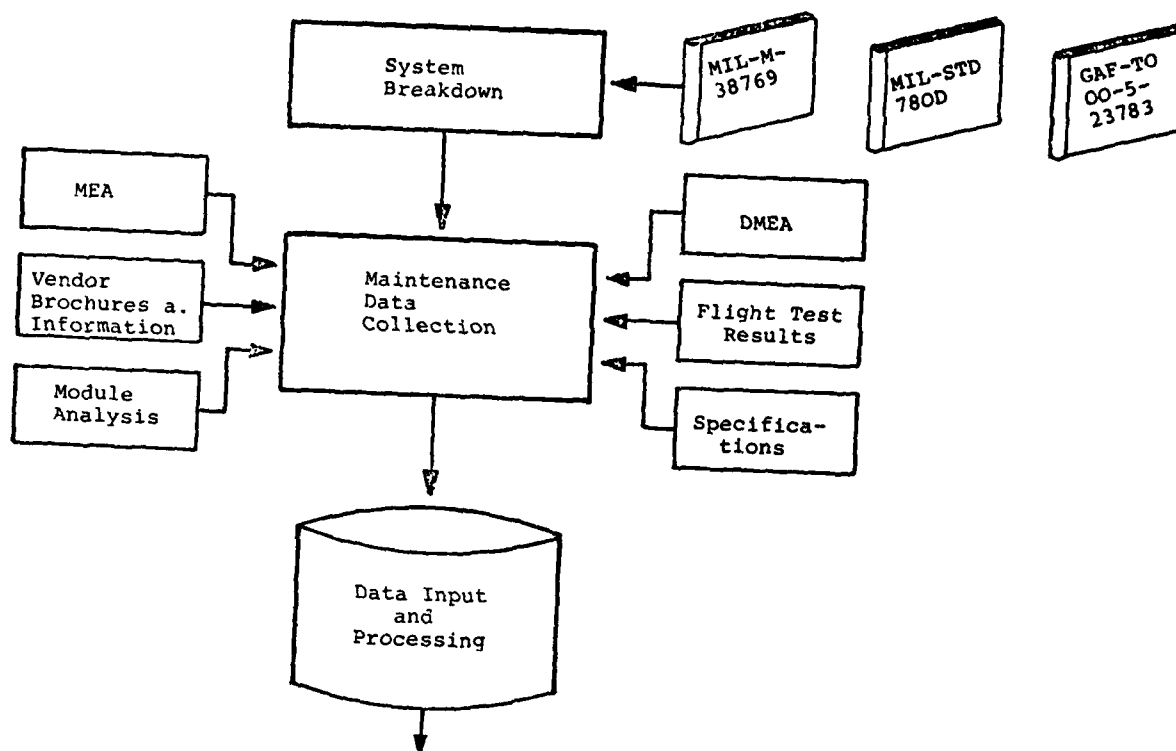 System
Breakdown
MIL-M-
38769
MIL-STD
780D
GAF-TO
00-5-
23783
MEA
DMEA
Vendor
Brochures a.
Information
Maintenance
Data
Collection
Flight Test
Results
Module
Analysis
Specifica-
tions
Data Input
and
Processing